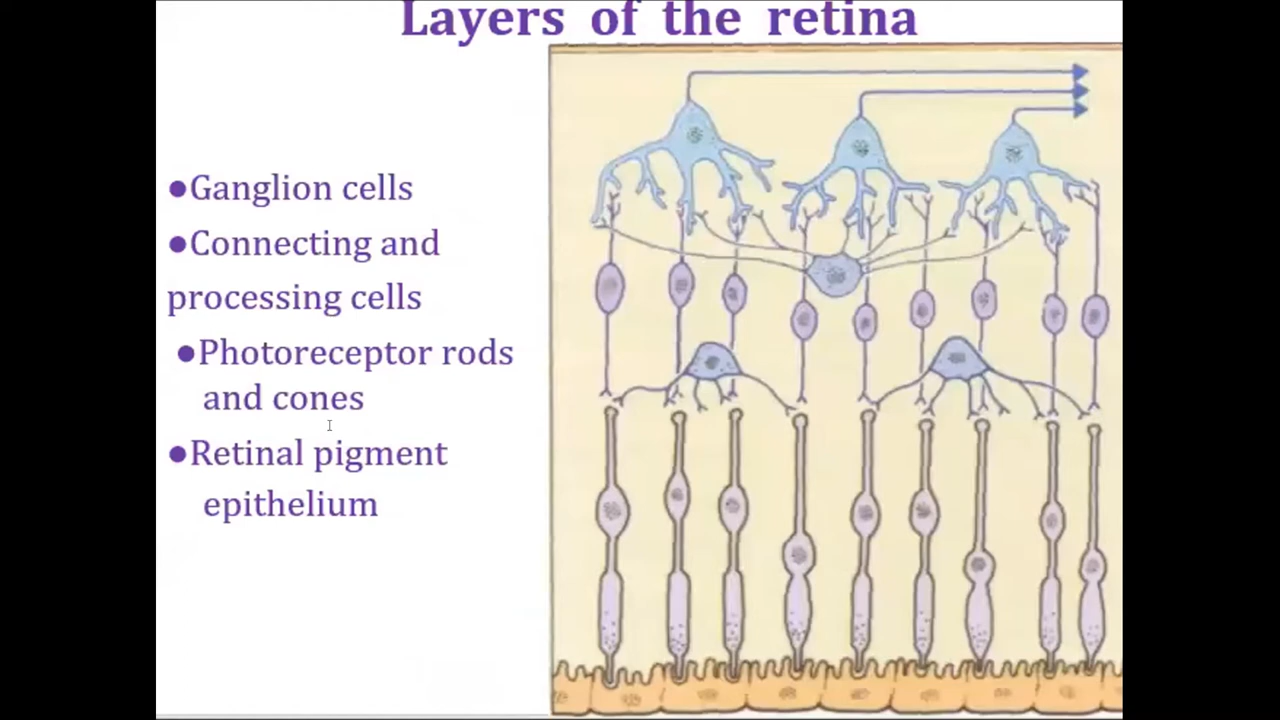 Layers of the retina
●Ganglion cells
●Connecting and
processing cells
●Photoreceptor rods
and cones
●Retinal pigment
epithelium